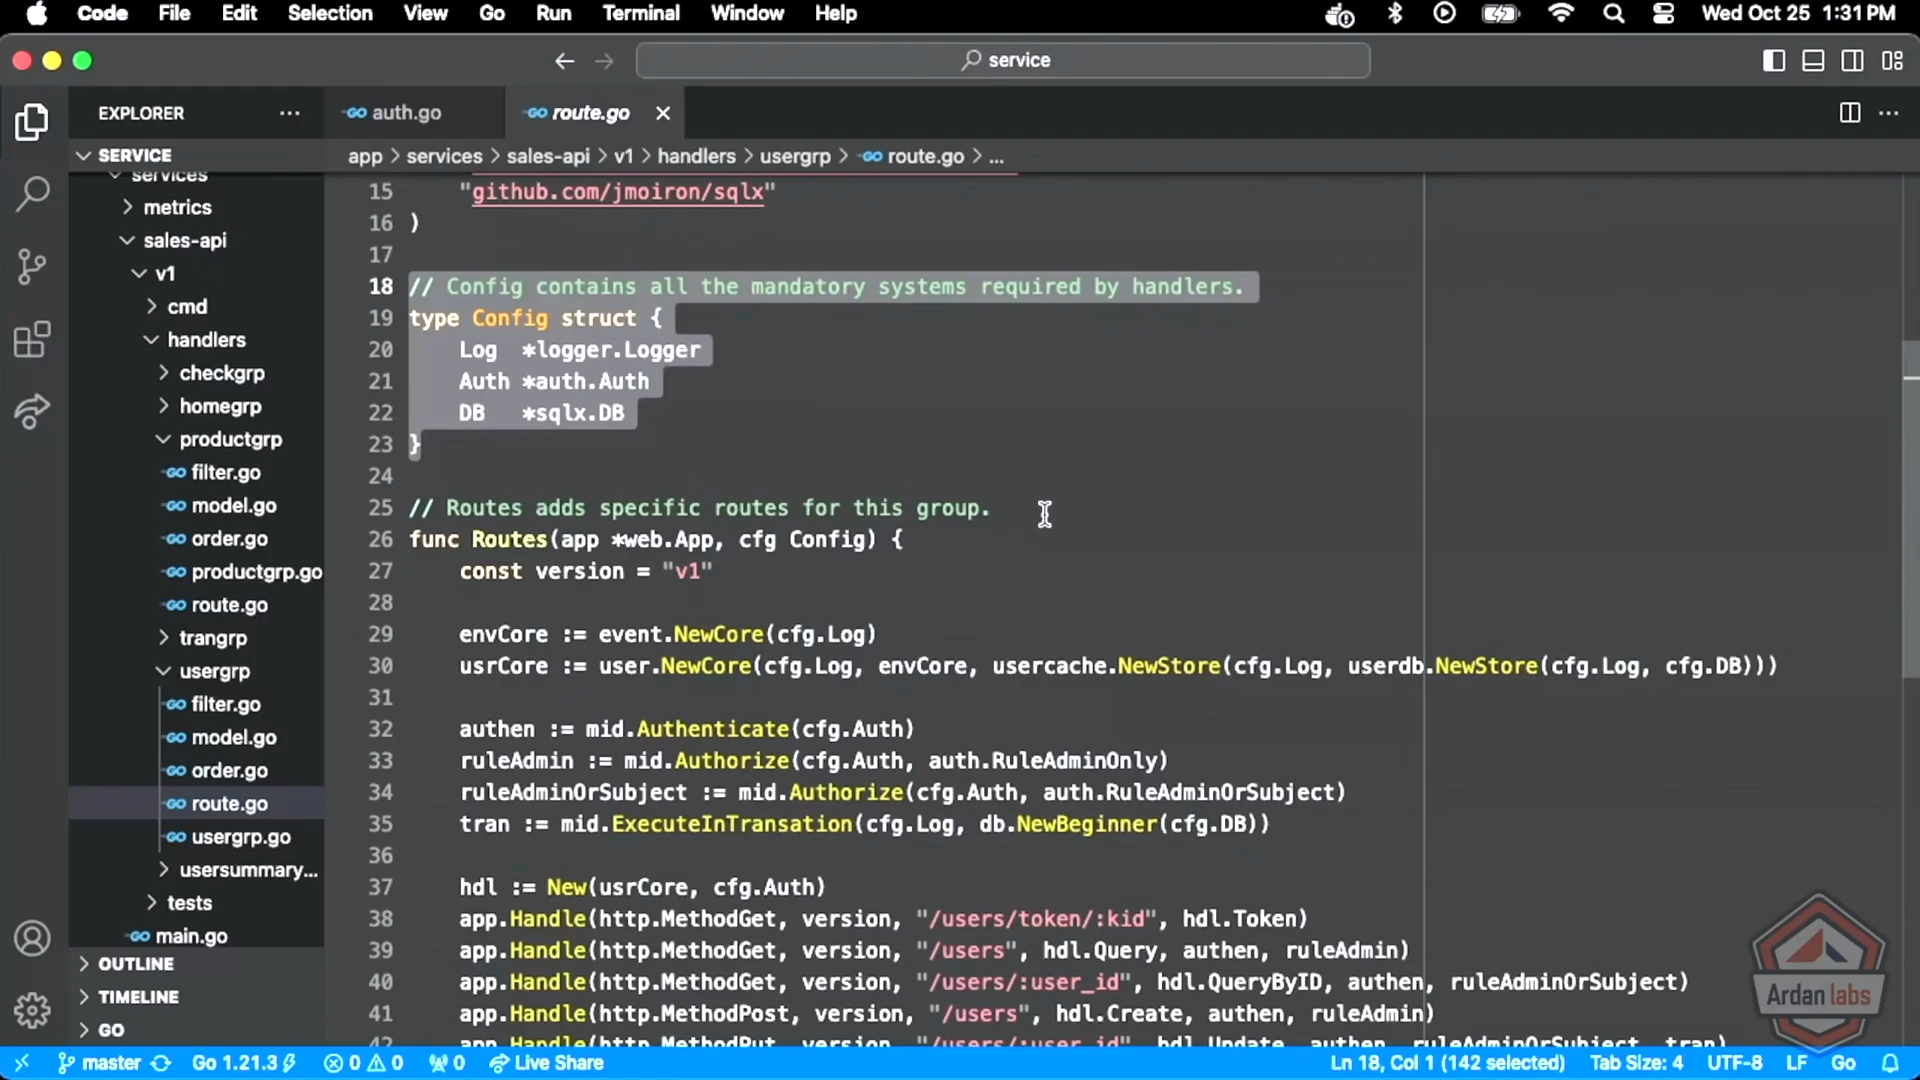 Code File Edit Selection View Go Run Terminal Window Help Wed Oct 25 1:31 PM
service
EXPLORER
auth.go
route.go
SERVICE
app > services > sales-api > v1 > handlers > usergrp > route.go > ...
services
metrics
sales-api
v1
cmd
handlers
checkgrp
homegrp
productgrp
filter.go
model.go
order.go
productgrp.go
route.go
trangrp
usergrp
filter.go
model.go
order.go
route.go
usergrp.go
usersummary...
tests
main.go
OUTLINE
TIMELINE
GO
15 "github.com/jmoiron/sqlx"
16 )
17
18 // Config contains all the mandatory systems required by handlers.
19 type Config struct {
20 Log *logger.Logger
21 Auth *auth.Auth
22 DB *sqlx.DB
23 }
24
25 // Routes adds specific routes for this group.
26 func Routes(app *web.App, cfg Config) {
27 const version = "v1"
28
29 envCore := event.NewCore(cfg.Log)
30 usrCore := user.NewCore(cfg.Log, envCore, usercache.NewStore(cfg.Log, userdb.NewStore(cfg.Log, cfg.DB)))
31
32 authen := mid.Authenticate(cfg.Auth)
33 ruleAdmin := mid.Authorize(cfg.Auth, auth.RuleAdminOnly)
34 ruleAdminOrSubject := mid.Authorize(cfg.Auth, auth.RuleAdminOrSubject)
35 tran := mid.ExecuteInTransation(cfg.Log, db.NewBeginner(cfg.DB))
36
37 hdl := New(usrCore, cfg.Auth)
38 app.Handle(http.MethodGet, version, "/users/token/:kid", hdl.Token)
39 app.Handle(http.MethodGet, version, "/users", hdl.Query, authen, ruleAdmin)
40 app.Handle(http.MethodGet, version, "/users/:user_id", hdl.QueryByID, authen, ruleAdminOrSubject)
41 app.Handle(http.MethodPost, version, "/users", hdl.Create, authen, ruleAdmin)
42 app.Handle(http.MethodPut, version, "/users/:user_id", hdl.Update, authen, ruleAdminOrSubject, tran)
Ardan labs
master Go 1.21.3 0 0 0 Live Share Ln 18, Col 1 (142 selected) Tab Size: 4 UTF-8 LF Go